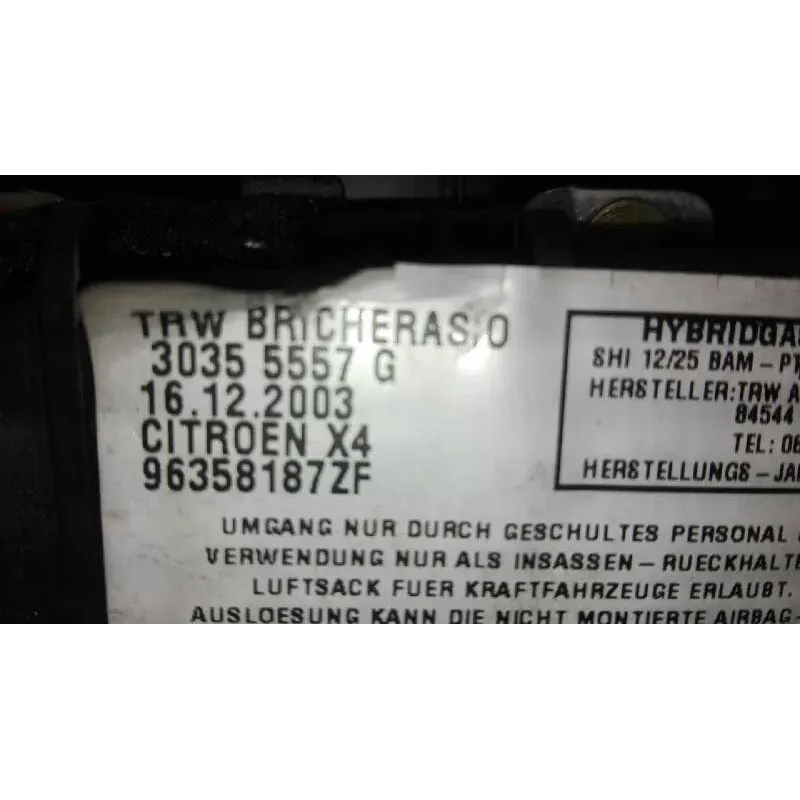 TRW BRICHERASIO
3035 5557 G
16.12.2003
CITROEN X4
96358187ZF
HYBRIDGA
SHI 12/25 BAM-PT
HERSTELLER:TRW A
84544
TEL: 06
HERSTELLUNGS-JA
UMGANG NUR DURCH GESCHULTES PERSONAL
VERWENDUNG NUR ALS INSASSEN-RUECKHALTE
LUFTSACK FUER KRAFTFAHRZEUGE ERLAUBT.
AUSLOESUNG KANN DIE NICHT MONTIERTE AIRBAG-